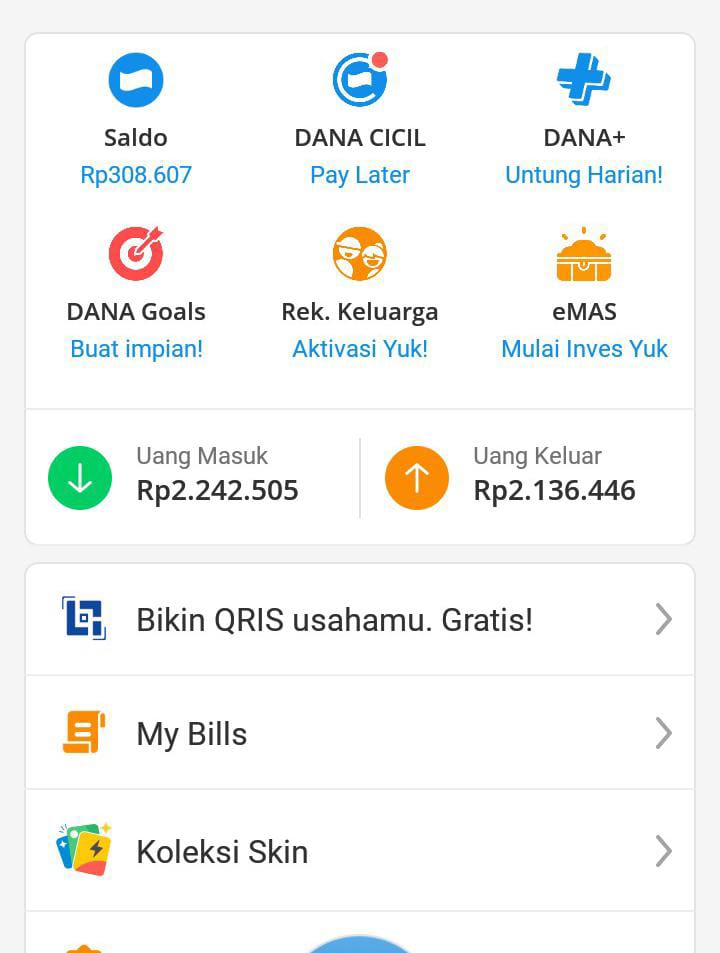 Saldo
Rp308.607
DANA CICIL
Pay Later
DANA+
Untung Harian!
DANA Goals
Buat impian!
Rek. Keluarga
Aktivasi Yuk!
eMAS
Mulai Inves Yuk
Uang Masuk
Rp2.242.505
Uang Keluar
Rp2.136.446
Bikin QRIS usahamu. Gratis!
My Bills
Koleksi Skin